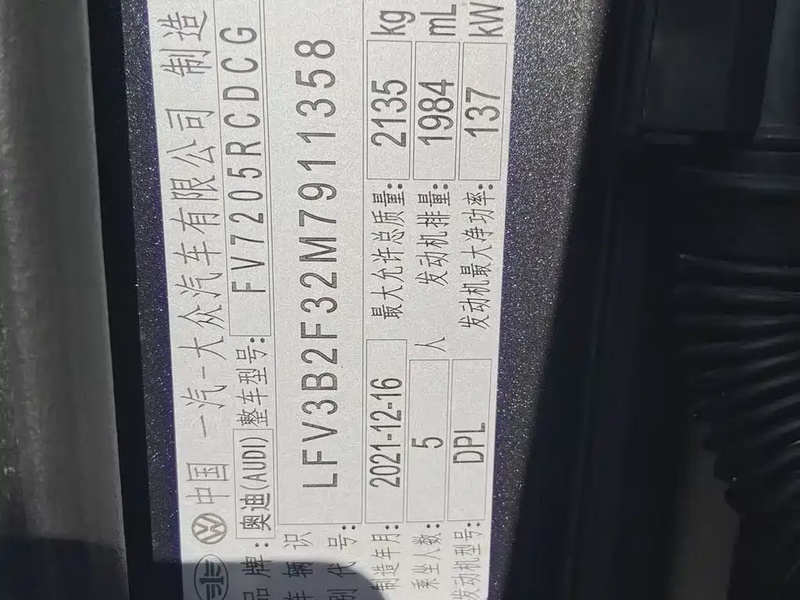 中国 一汽-大众汽车有限公司 制造
品牌: 奥迪(AUDI) 整车型号: FV7205RCDCG
车辆识别代号: LFV3B2F32M7911358
制造年月: 2021-12-16 最大允许总质量: 2135 kg
乘坐人数: 5 人 发动机排量: 1984 mL
发动机型号: DPL 发动机最大净功率: 137 kW